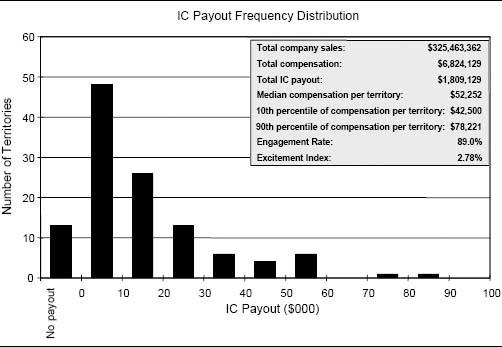 IC Payout Frequency Distribution
60
50
40
30
20
10
0
Number of Territories
Total company sales: $325,463,362
Total compensation: $6,824,129
Total IC payout: $1,809,129
Median compensation per territory: $52,252
10th percentile of compensation per territory: $42,500
90th percentile of compensation per territory: $78,221
Engagement Rate: 89.0%
Excitement Index: 2.78%
No payout 0 10 20 30 40 50 60 70 80 90 100
IC Payout ($000)